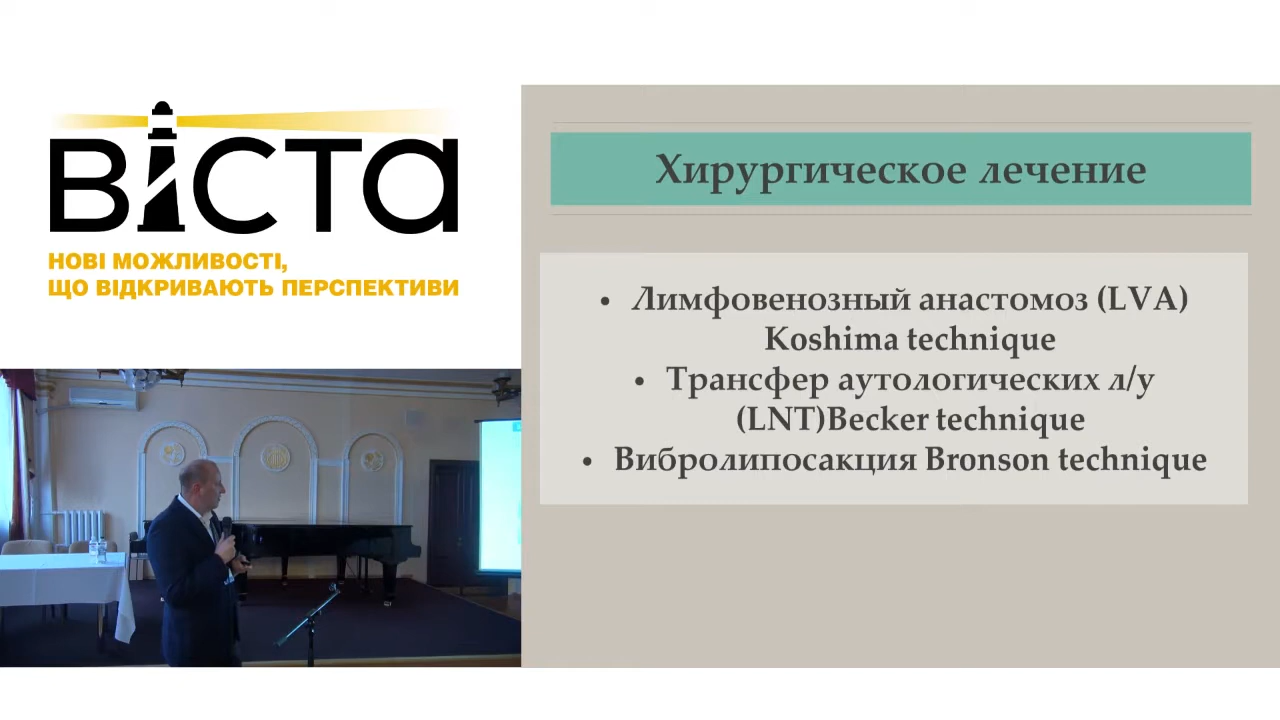 віста
НОВІ МОЖЛИВОСТІ,
ЩО ВІДКРИВАЮТЬ ПЕРСПЕКТИВИ
Хирургическое лечение
• Лимфовенозный анастомоз (LVA)
Koshima technique
• Трансфер аутологических л/у
(LNT)Becker technique
• Вибролипосакция Bronson technique